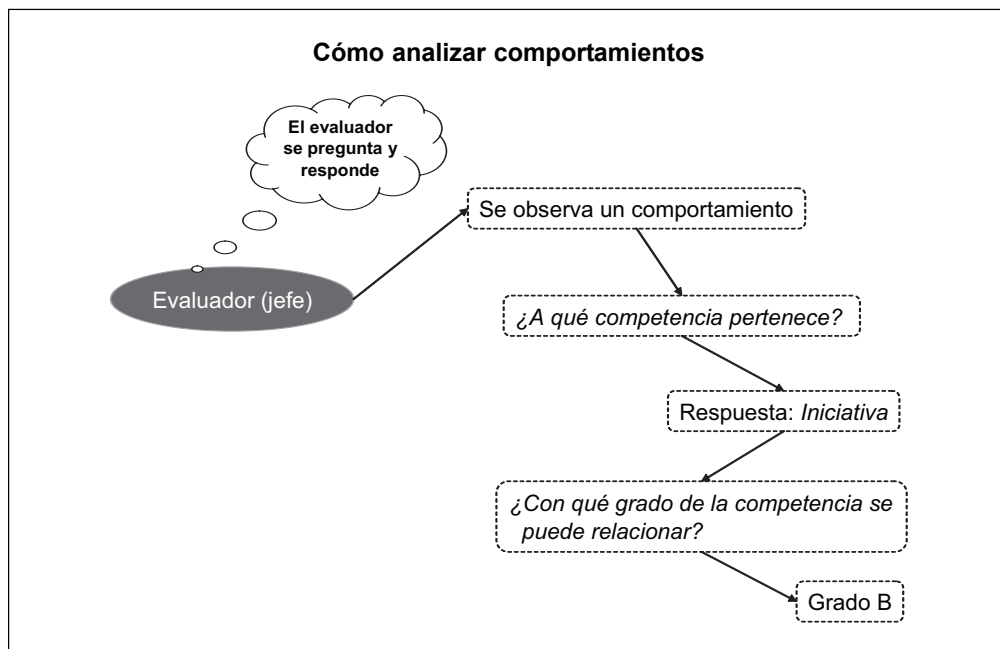 Cómo analizar comportamientos
El evaluador
se pregunta y
responde
Se observa un comportamiento
Evaluador (jefe)
¿A qué competencia pertenece?
Respuesta: Iniciativa
¿Con qué grado de la competencia se
puede relacionar?
Grado B